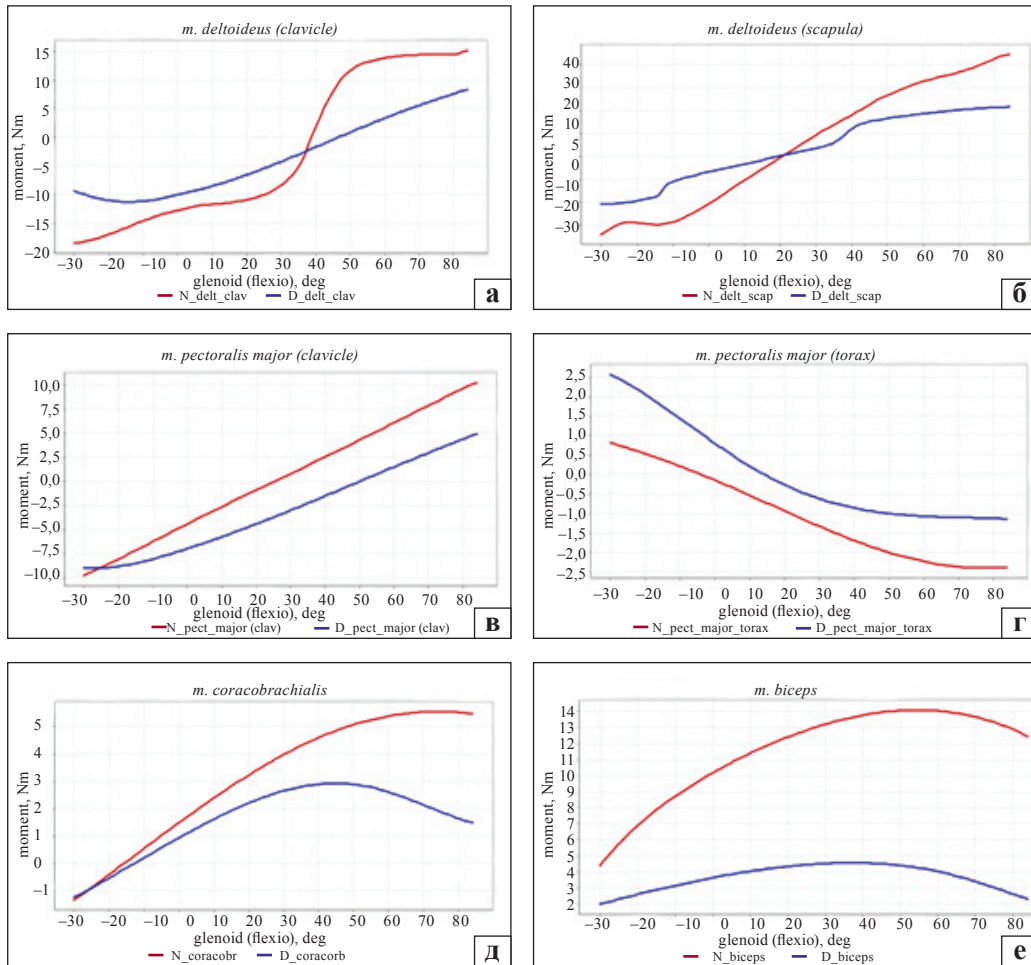 m. deltoideus (clavicle)
15
10
5
0
–5
–10
–15
–20
moment, Nm
–30 –20 –10 0 10 20 30 40 50 60 70 80
glenoid (flexio), deg
N_delt_clav D_delt_clav
а
m. deltoideus (scapula)
40
30
20
10
5
0
–10
–20
–30
moment, Nm
–30 –20 –10 0 10 20 30 40 50 60 70 80
glenoid (flexio), deg
N_delt_scap D_delt_scap
б
m. pectoralis major (clavicle)
10,0
7,5
5,0
0,0
–2,5
–5,0
–7,5
–10,0
moment, Nm
–30 –20 –10 0 10 20 30 40 50 60 70 80
glenoid (flexio), deg
N_pect_major (clav) D_pect_major (clav)
в
m. pectoralis major (torax)
2,5
2,0
1,5
1,0
0,5
0,0
–0,5
–1,0
–1,5
–2,0
–2,5
moment, Nm
–30 –20 –10 0 10 20 30 40 50 60 70 80
glenoid (flexio), deg
N_pect_major_torax D_pect_major_torax
г
m. coracobrachialis
5
4
3
2
1
0
–1
moment, Nm
–30 –20 –10 0 10 20 30 40 50 60 70 80
glenoid (flexio), deg
N_coracobr D_coracorb
д
m. biceps
14
13
12
11
10
9
8
7
6
5
4
3
2
moment, Nm
–30 –20 –10 0 10 20 30 40 50 60 70 80
glenoid (flexio), deg
N_biceps D_biceps
е